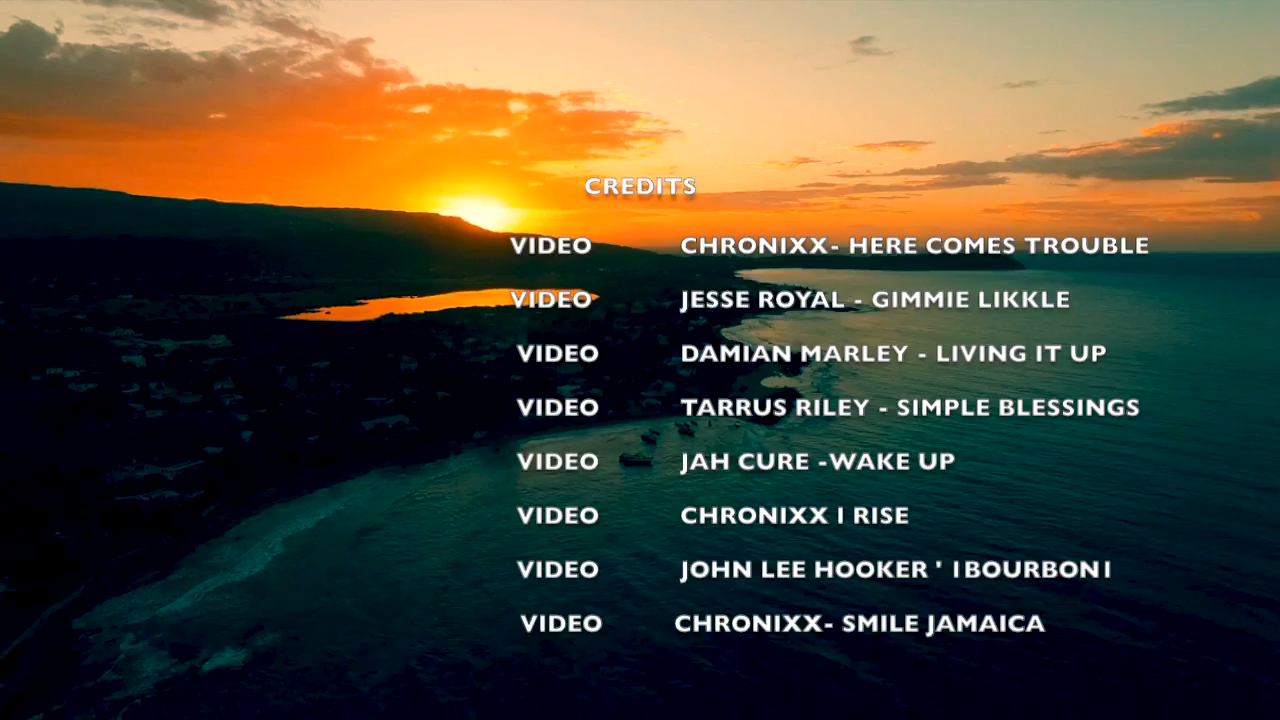 CREDITS
VIDEO CHRONIXX- HERE COMES TROUBLE
VIDEO JESSE ROYAL - GIMMIE LIKKLE
VIDEO DAMIAN MARLEY - LIVING IT UP
VIDEO TARRUS RILEY - SIMPLE BLESSINGS
VIDEO JAH CURE -WAKE UP
VIDEO CHRONIXX I RISE
VIDEO JOHN LEE HOOKER ' 1BOURBON1
VIDEO CHRONIXX- SMILE JAMAICA